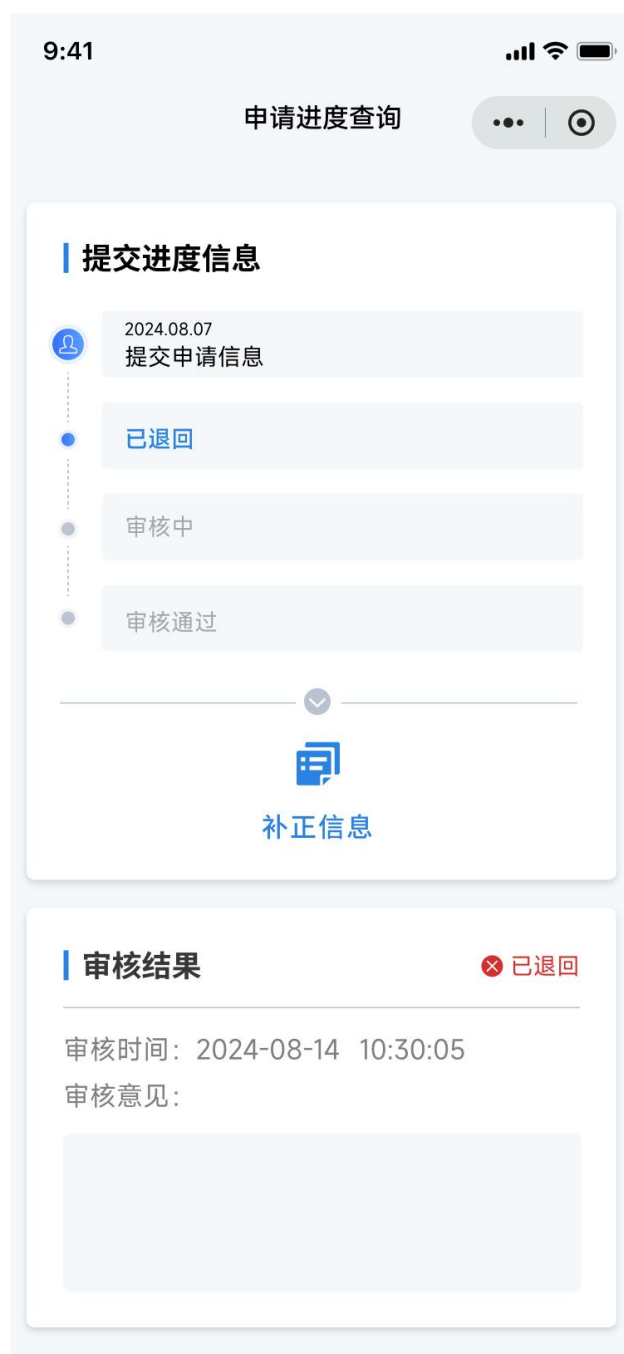 9:41
申请进度查询
提交进度信息
2024.08.07
提交申请信息
已退回
审核中
审核通过
补正信息
审核结果
已退回
审核时间：2024-08-14 10:30:05
审核意见：